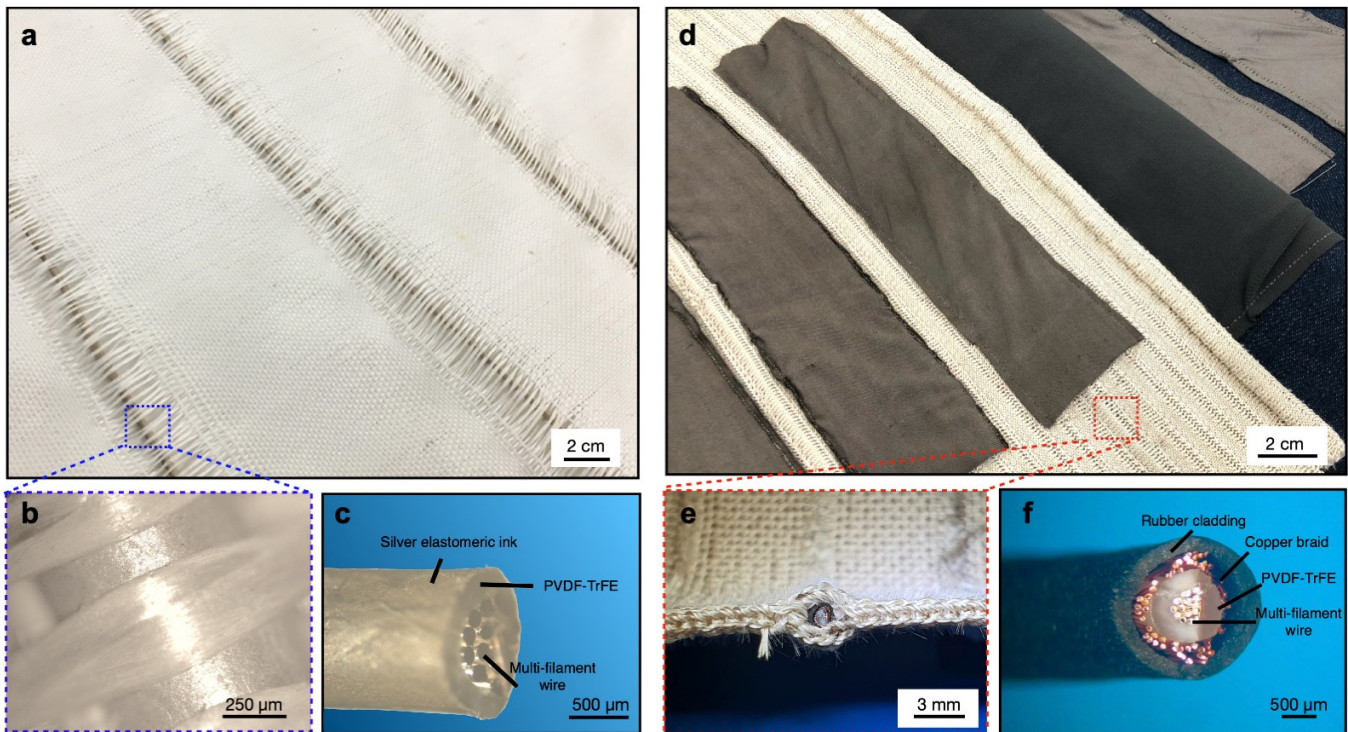 a
2 cm
d
2 cm
b
250 µm
c
Silver elastomeric ink
PVDF-TrFE
Multi-filament
wire
500 µm
e
3 mm
f
Rubber cladding
Copper braid
PVDF-TrFE
Multi-filament
wire
500 µm